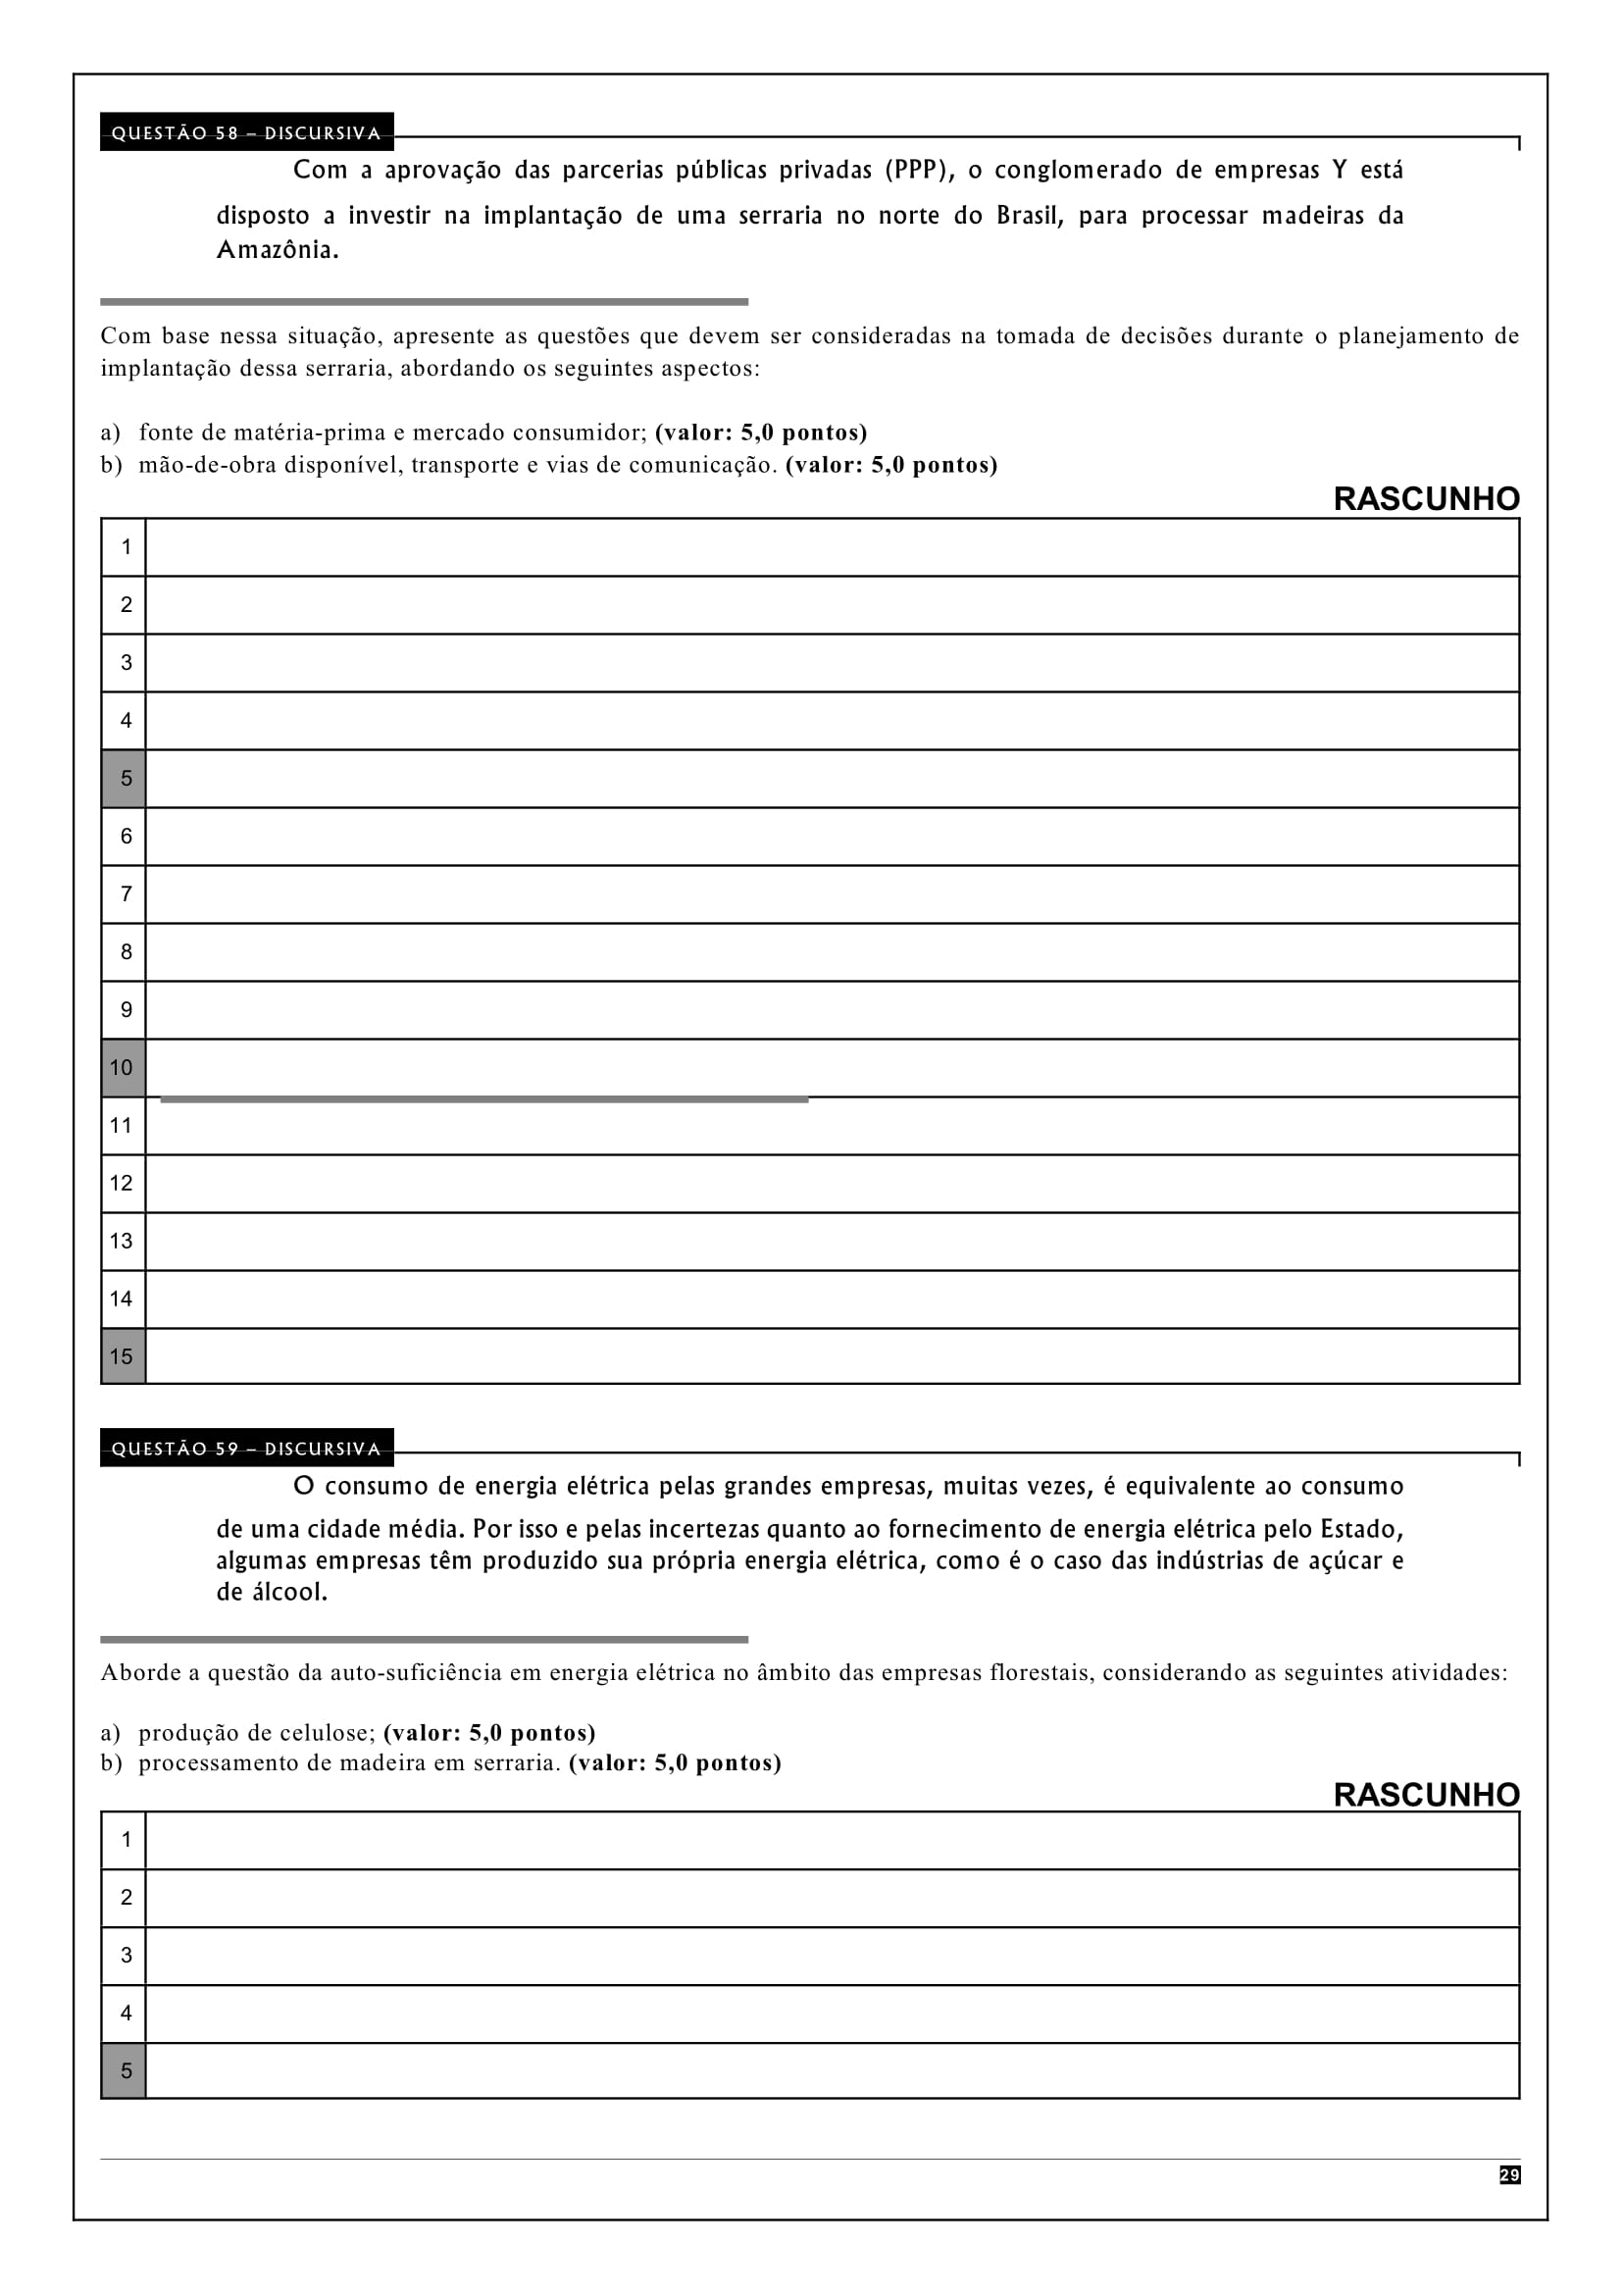 QUESTÃO 58 – DISCURSIVA
Com a aprovação das parcerias públicas privadas (PPP), o conglomerado de empresas Y está
disposto a investir na implantação de uma serraria no norte do Brasil, para processar madeiras da
Amazônia.
Com base nessa situação, apresente as questões que devem ser consideradas na tomada de decisões durante o planejamento de
implantação dessa serraria, abordando os seguintes aspectos:
a) fonte de matéria-prima e mercado consumidor; (valor: 5,0 pontos)
b) mão-de-obra disponível, transporte e vias de comunicação. (valor: 5,0 pontos)
RASCUNHO
1
2
3
4
5
6
7
8
9
10
11
12
13
14
15
QUESTÃO 59 – DISCURSIVA
O consumo de energia elétrica pelas grandes empresas, muitas vezes, é equivalente ao consumo
de uma cidade média. Por isso e pelas incertezas quanto ao fornecimento de energia elétrica pelo Estado,
algumas empresas têm produzido sua própria energia elétrica, como é o caso das indústrias de açúcar e
de álcool.
Aborde a questão da auto-suficiência em energia elétrica no âmbito das empresas florestais, considerando as seguintes atividades:
a) produção de celulose; (valor: 5,0 pontos)
b) processamento de madeira em serraria. (valor: 5,0 pontos)
RASCUNHO
1
2
3
4
5
29